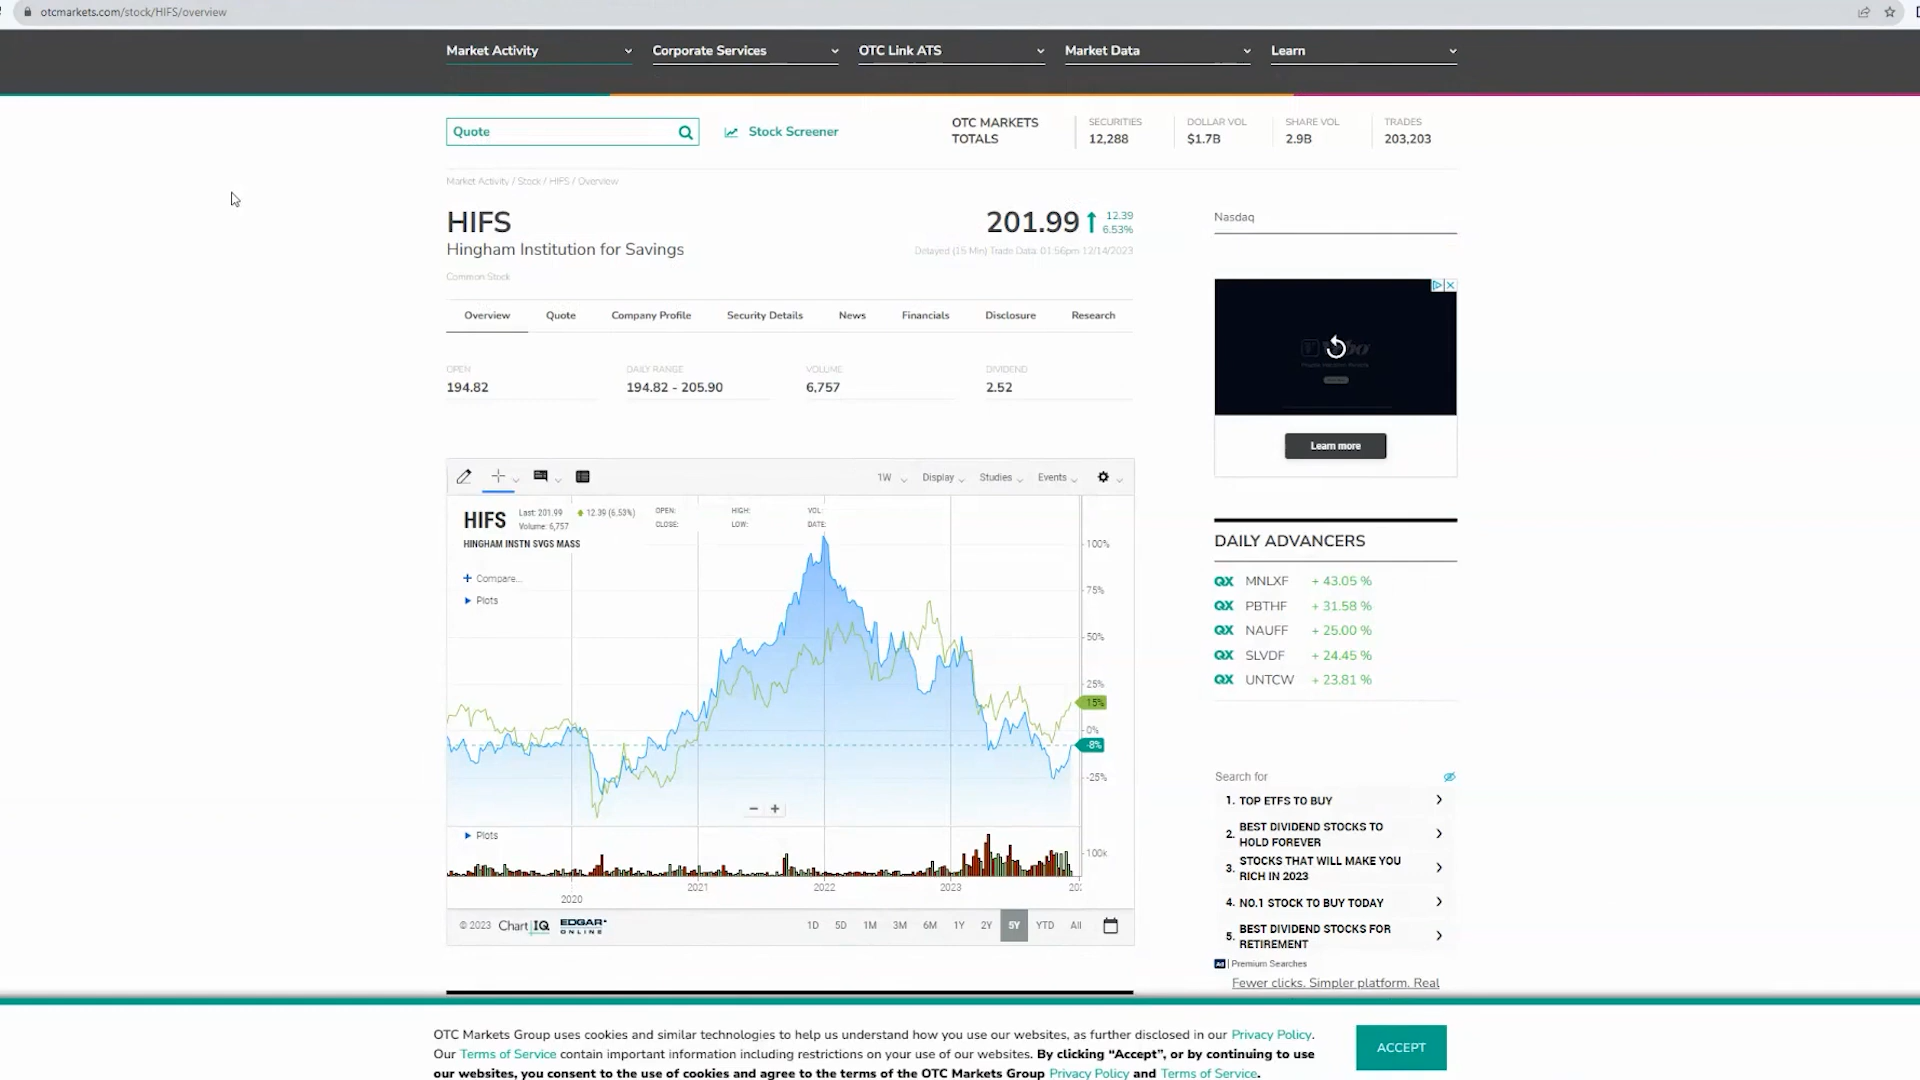 otcmarkets.com/stock/HIFS/overview
Market Activity
Corporate Services
OTC Link ATS
Market Data
Learn
Quote
Stock Screener
OTC MARKETS
TOTALS
SECURITIES
12,288
DOLLAR VOL
$1.7B
SHARE VOL
2.9B
TRADES
203,203
Market Activity / Stock / HIFS / Overview
HIFS
Hingham Institution for Savings
Common Stock
201.99
12.39
6.53%
Delayed (15 Min) Trade Data: 01:56pm 12/14/2023
Nasdaq
Overview
Quote
Company Profile
Security Details
News
Financials
Disclosure
Research
OPEN
194.82
DAILY RANGE
194.82 - 205.90
VOLUME
6,757
DIVIDEND
2.52
Learn more
1W
Display
Studies
Events
HIFS
Last: 201.99
12.39 (6.53%)
Volume: 6,757
OPEN:
CLOSE:
HIGH:
LOW:
VOL:
DATE:
HINGHAM INSTN SVGS MASS
Compare...
Plots
100%
75%
50%
25%
15%
0%
-8%
-25%
Plots
100k
2020
2021
2022
2023
© 2023 ChartIQ
EDGAR
ONLINE
1D
5D
1M
3M
6M
1Y
2Y
5Y
YTD
All
DAILY ADVANCERS
QX MNLXF + 43.05 %
QX PBTHF + 31.58 %
QX NAUFF + 25.00 %
QX SLVDF + 24.45 %
QX UNTCW + 23.81 %
Search for
1. TOP ETFS TO BUY
2. BEST DIVIDEND STOCKS TO
HOLD FOREVER
3. STOCKS THAT WILL MAKE YOU
RICH IN 2023
4. NO.1 STOCK TO BUY TODAY
5. BEST DIVIDEND STOCKS FOR
RETIREMENT
Ad | Premium Searches
Fewer clicks. Simpler platform. Real
OTC Markets Group uses cookies and similar technologies to help us understand how you use our websites, as further disclosed in our Privacy Policy.
Our Terms of Service contain important information including restrictions on your use of our websites. By clicking “Accept”, or by continuing to use
our websites, you consent to the use of cookies and agree to the terms of the OTC Markets Group Privacy Policy and Terms of Service.
ACCEPT